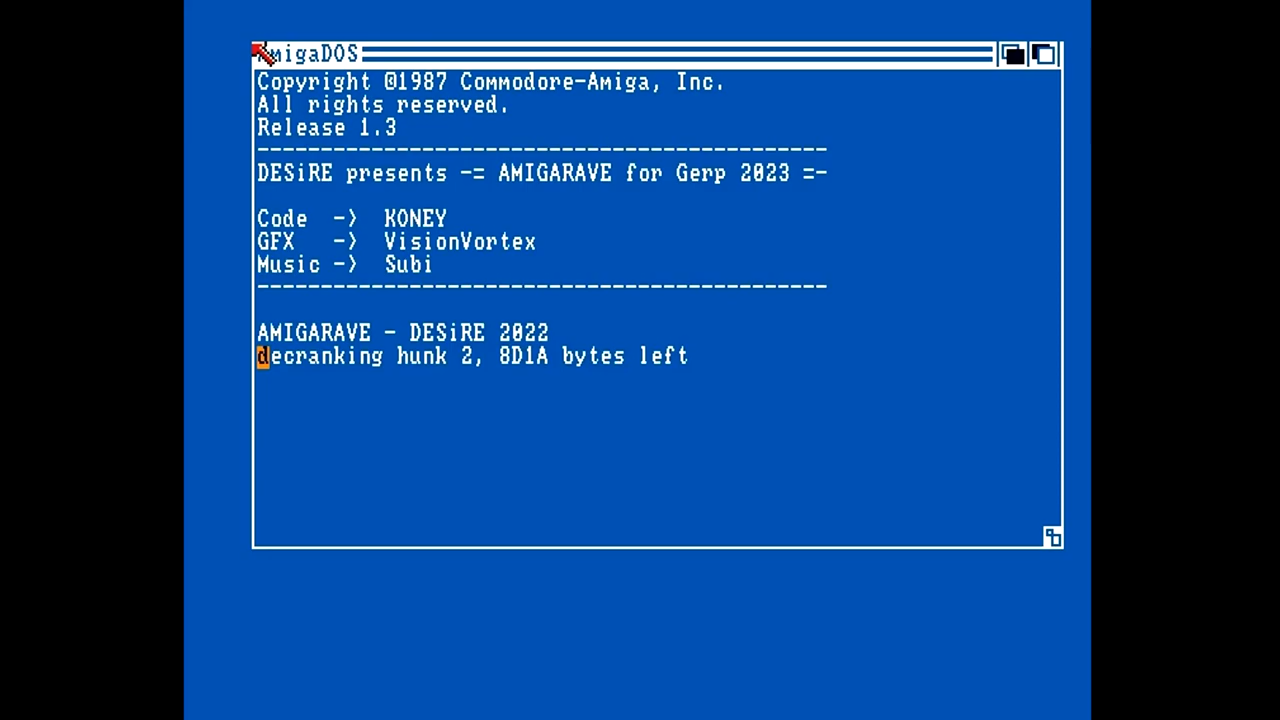 AmigaDOS
Copyright ©1987 Commodore-Amiga, Inc.
All rights reserved.
Release 1.3
---------------------------------------------
DESiRE presents -= AMIGARAVE for Gerp 2023 =-
Code -> KONEY
GFX -> VisionVortex
Music -> Subi
---------------------------------------------
AMIGARAVE - DESiRE 2022
decranking hunk 2, 8D1A bytes left